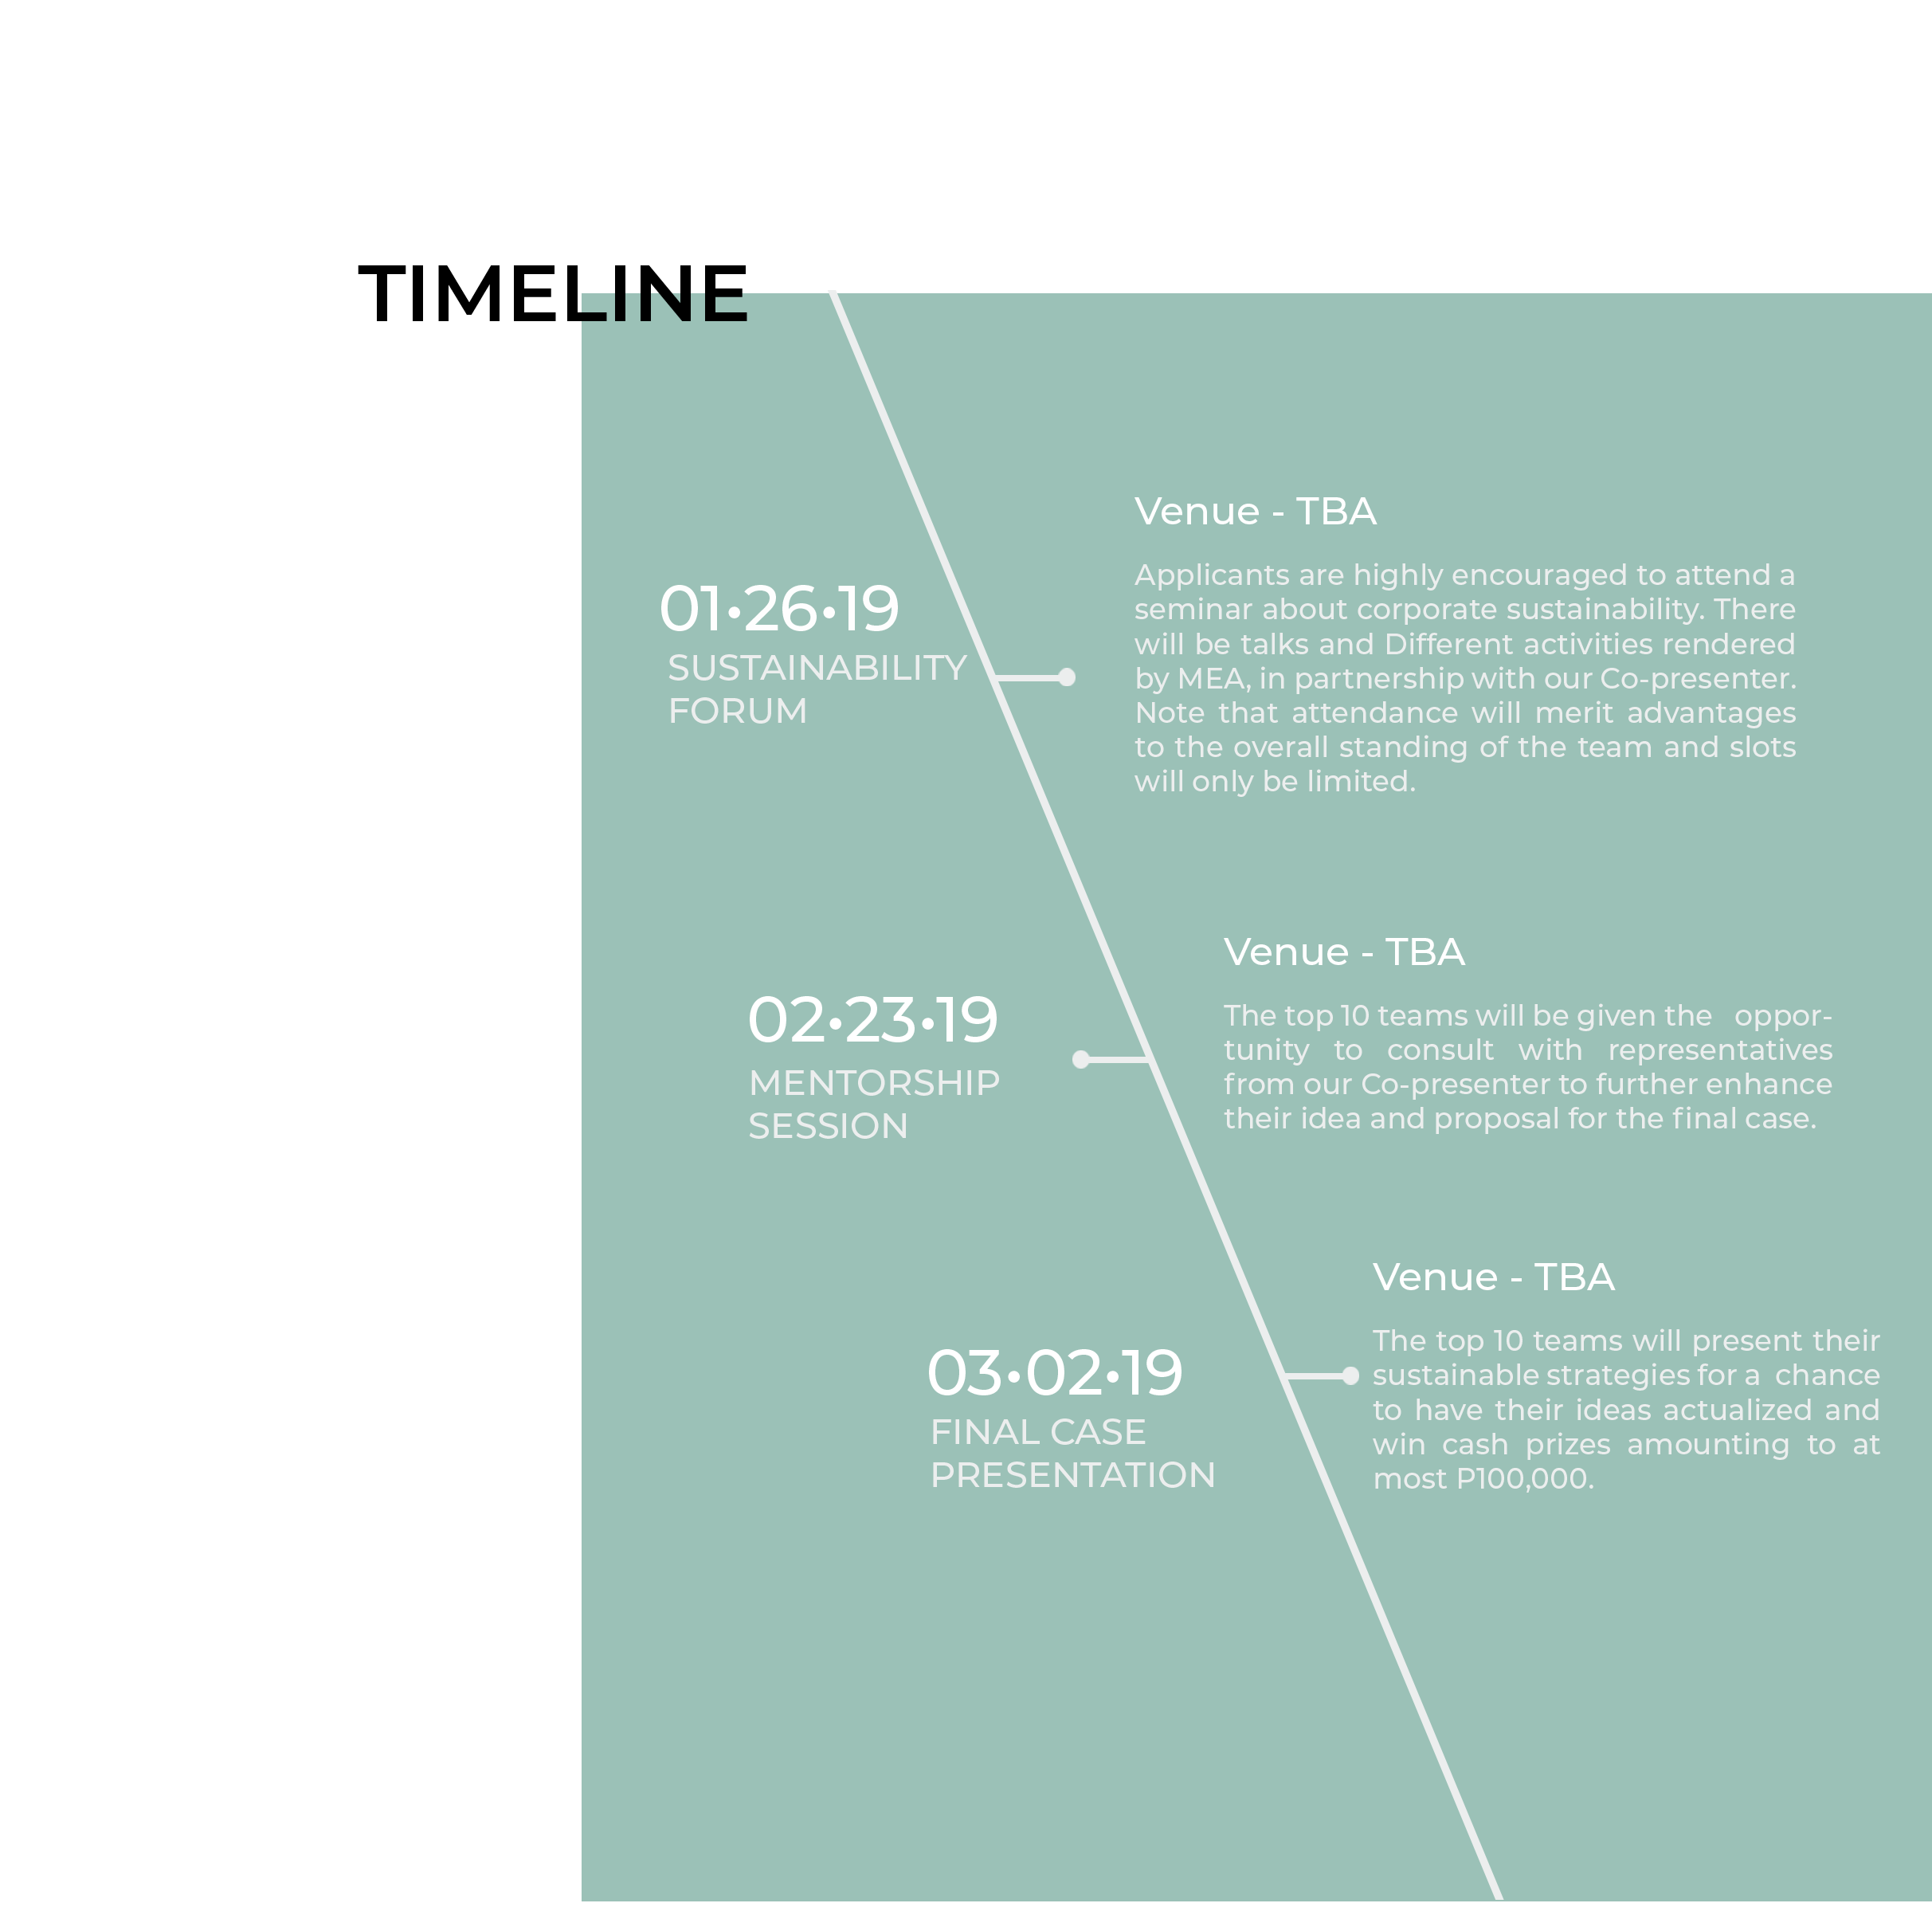 TIMELINE
01•26•19
SUSTAINABILITY
FORUM
Venue - TBA
Applicants are highly encouraged to attend a
seminar about corporate sustainability. There
will be talks and Different activities rendered
by MEA, in partnership with our Co-presenter.
Note that attendance will merit advantages
to the overall standing of the team and slots
will only be limited.
02•23•19
MENTORSHIP
SESSION
Venue - TBA
The top 10 teams will be given the oppor-
tunity to consult with representatives
from our Co-presenter to further enhance
their idea and proposal for the final case.
03•02•19
FINAL CASE
PRESENTATION
Venue - TBA
The top 10 teams will present their
sustainable strategies for a chance
to have their ideas actualized and
win cash prizes amounting to at
most P100,000.